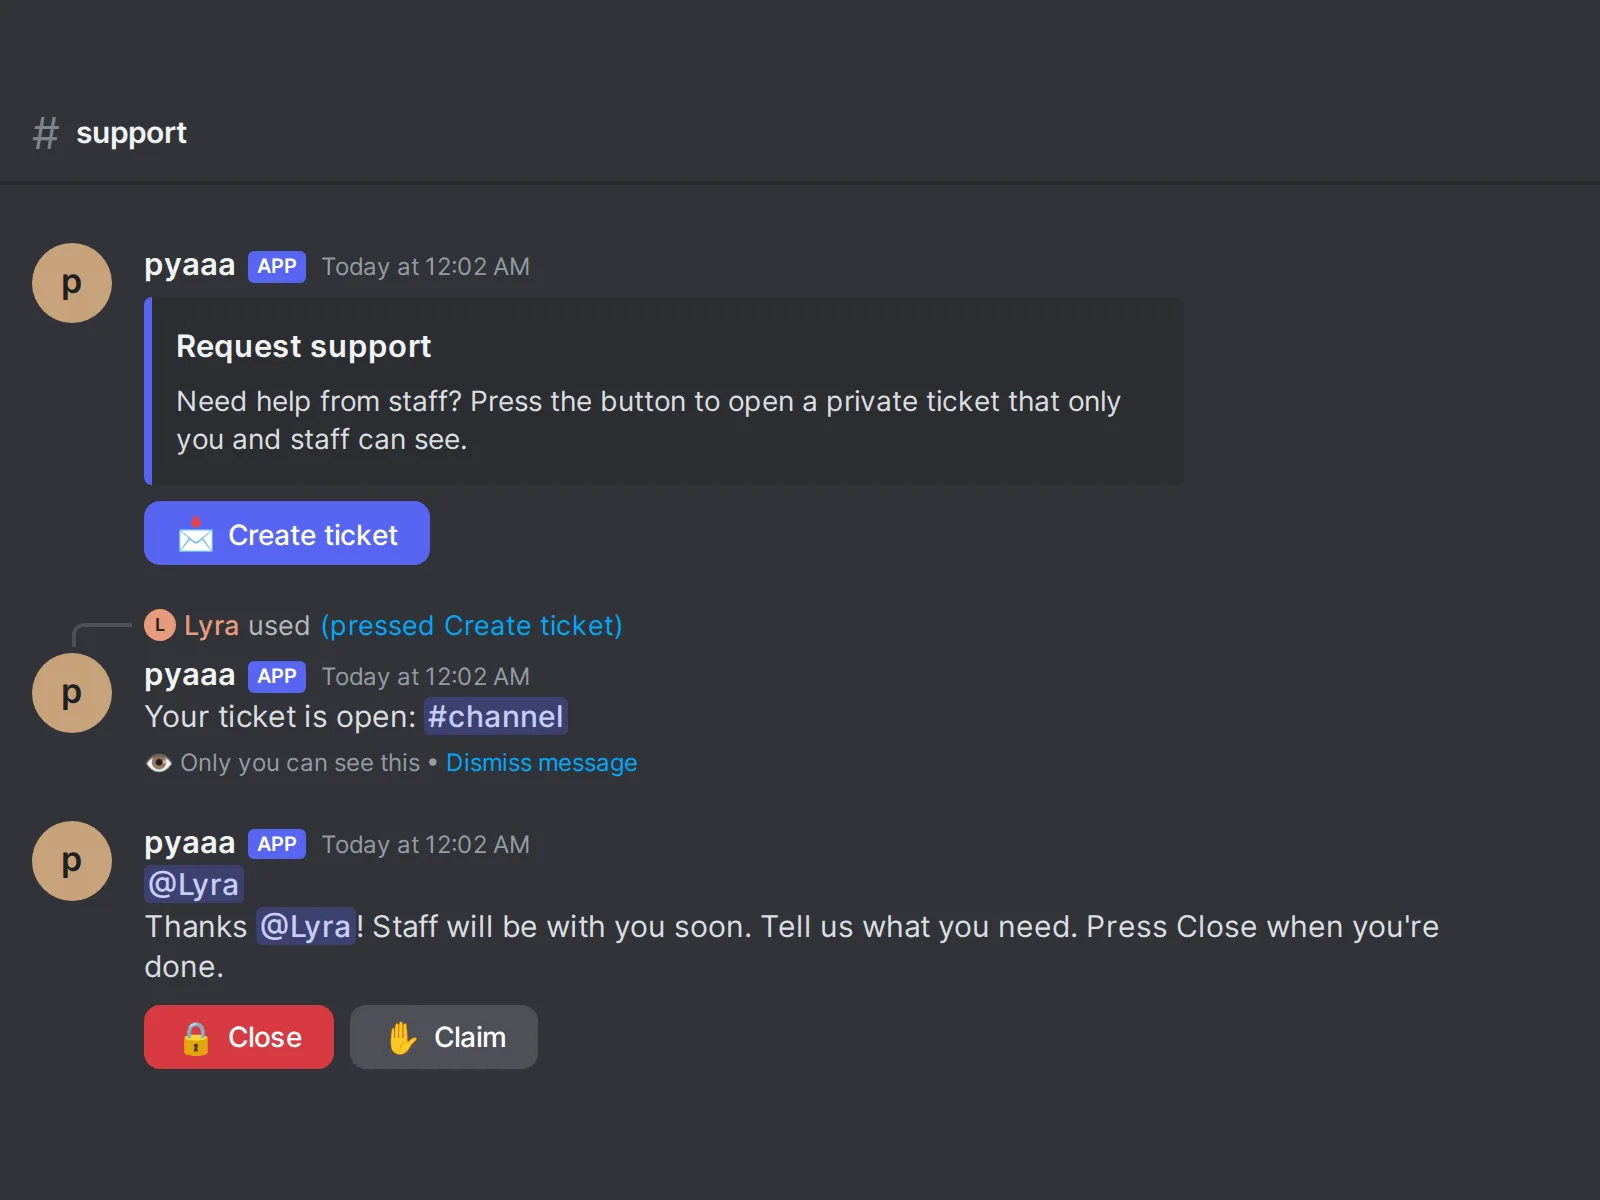 # support
p
pyaaa APP Today at 12:02 AM
Request support
Need help from staff? Press the button to open a private ticket that only
you and staff can see.
📩 Create ticket
L Lyra used (pressed Create ticket)
p
pyaaa APP Today at 12:02 AM
Your ticket is open: #channel
👁️ Only you can see this • Dismiss message
p
pyaaa APP Today at 12:02 AM
@Lyra
Thanks @Lyra! Staff will be with you soon. Tell us what you need. Press Close when you're
done.
🔒 Close ✋ Claim